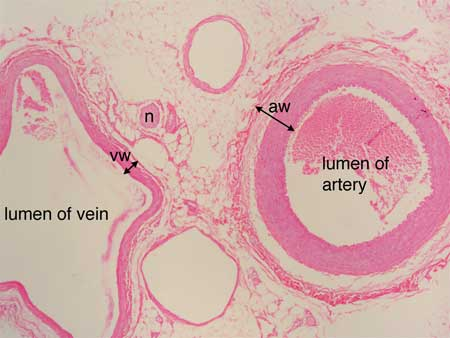 aw
n
vw
lumen of
artery
lumen of vein